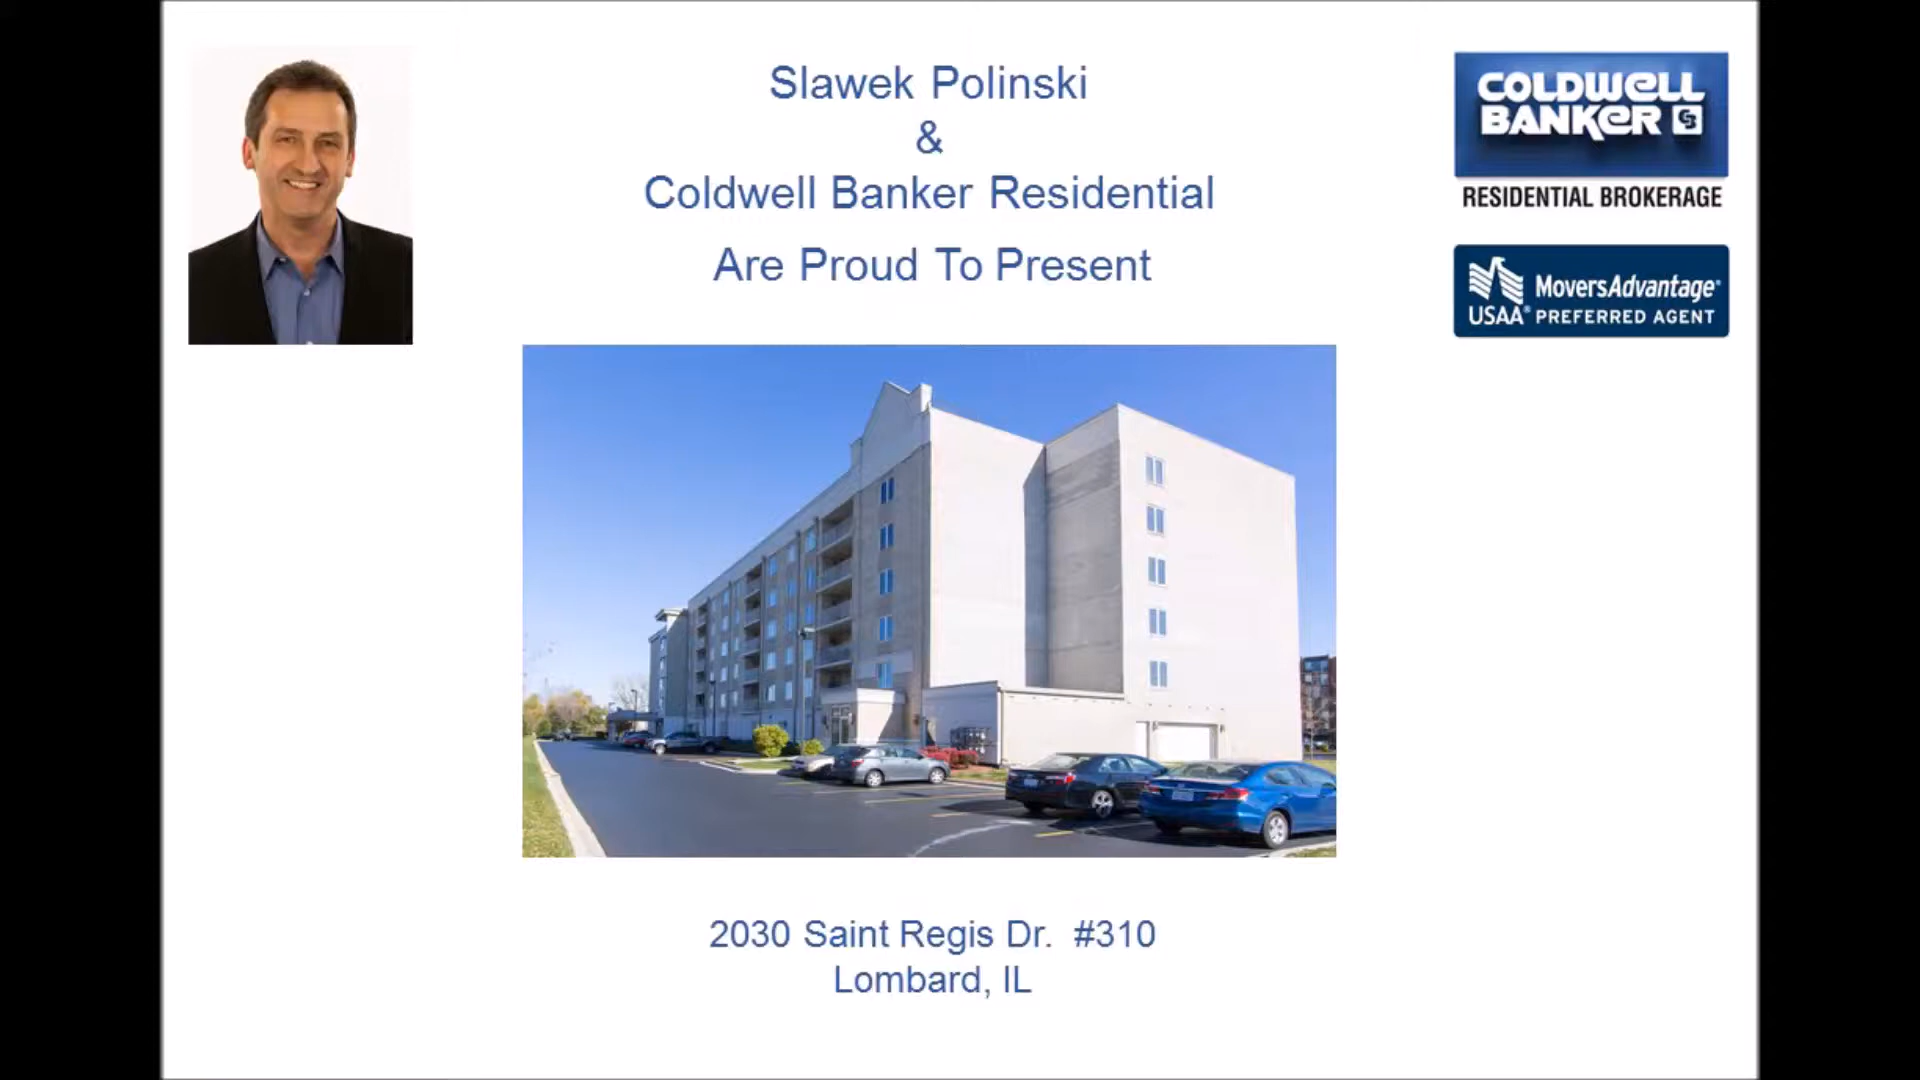 Slawek Polinski
&
Coldwell Banker Residential
Are Proud To Present
COLDWELL
BANKER CB
RESIDENTIAL BROKERAGE
MoversAdvantage®
USAA® PREFERRED AGENT
2030 Saint Regis Dr. #310
Lombard, IL